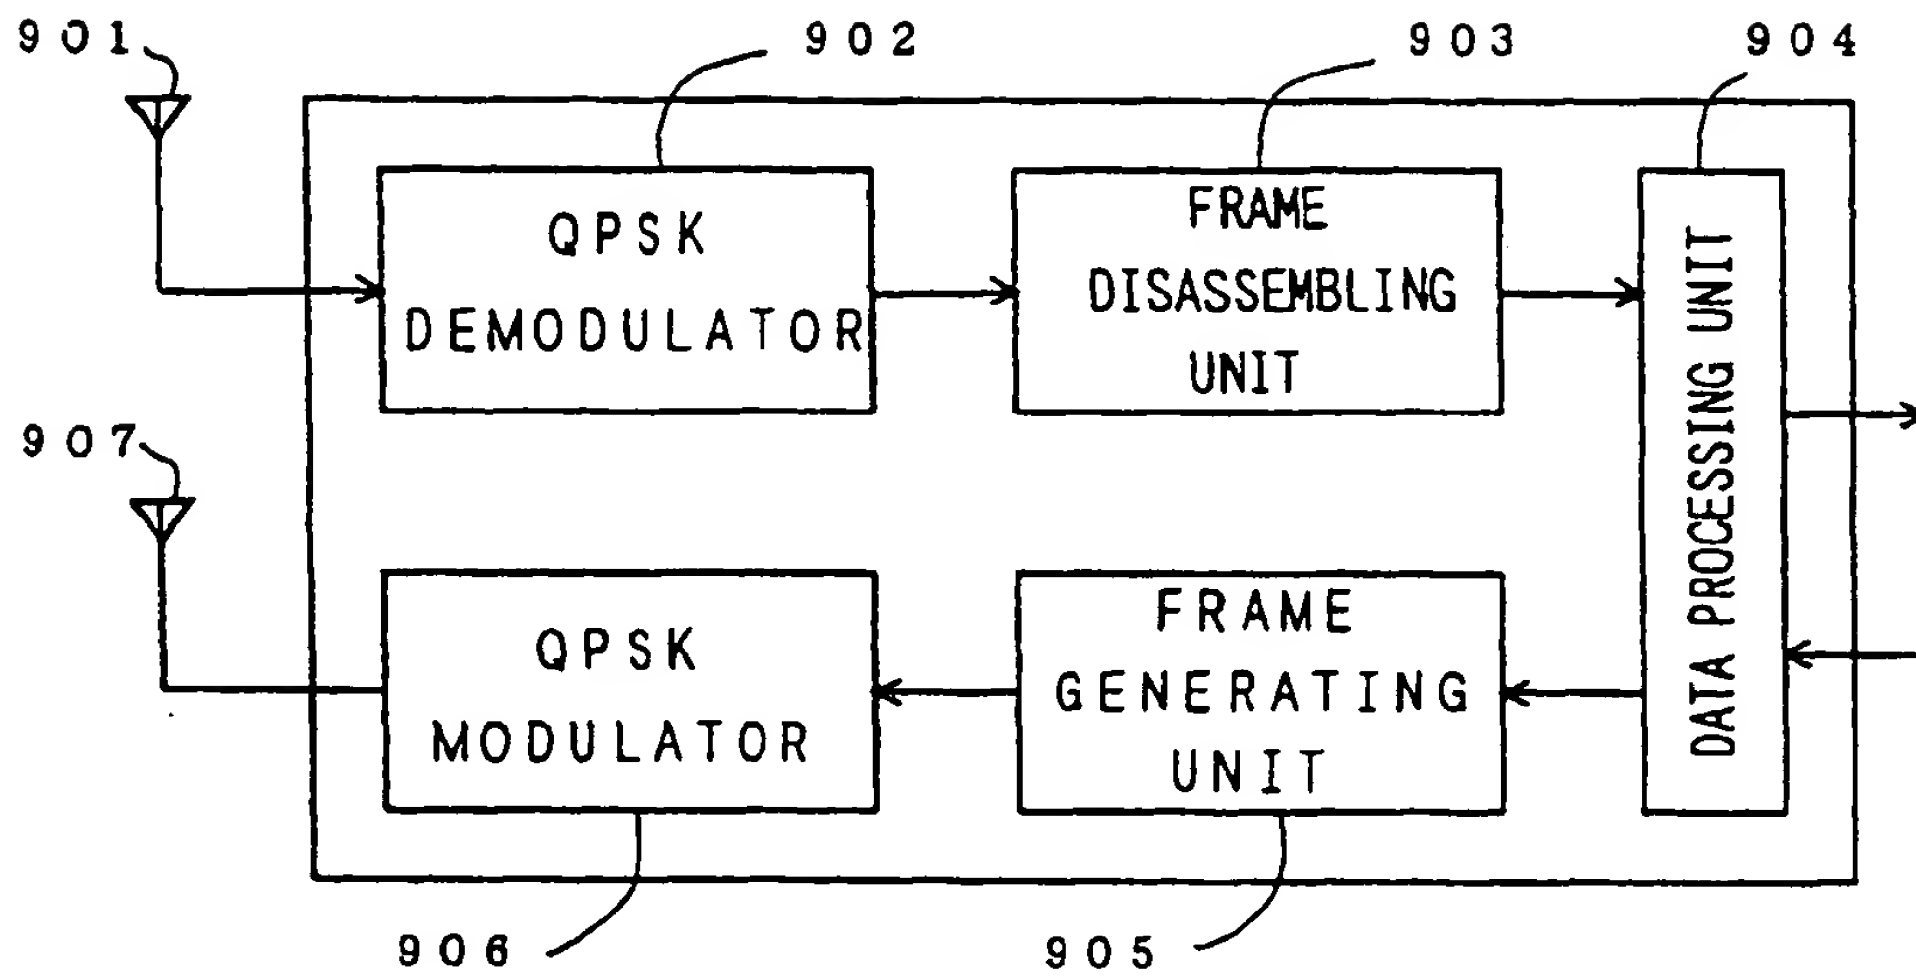 901
902
903
904
QPSK
DEMODULATOR
FRAME
DISASSEMBLING
UNIT
DATA PROCESSING UNIT
907
QPSK
MODULATOR
FRAME
GENERATING
UNIT
906
905